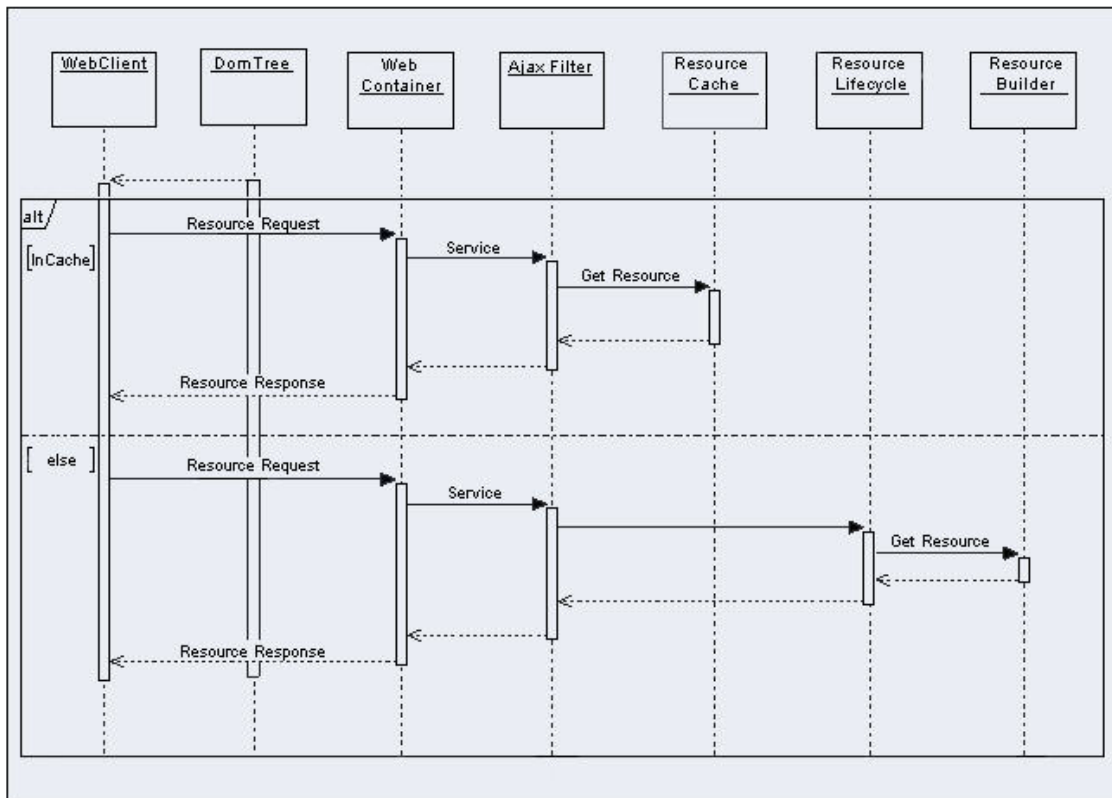 WebClient
DomTree
Web
Container
Ajax Filter
Resource
Cache
Resource
Lifecycle
Resource
Builder
alt
[InCache]
Resource Request
Service
Get Resource
Resource Response
[ else ]
Resource Request
Service
Get Resource
Resource Response